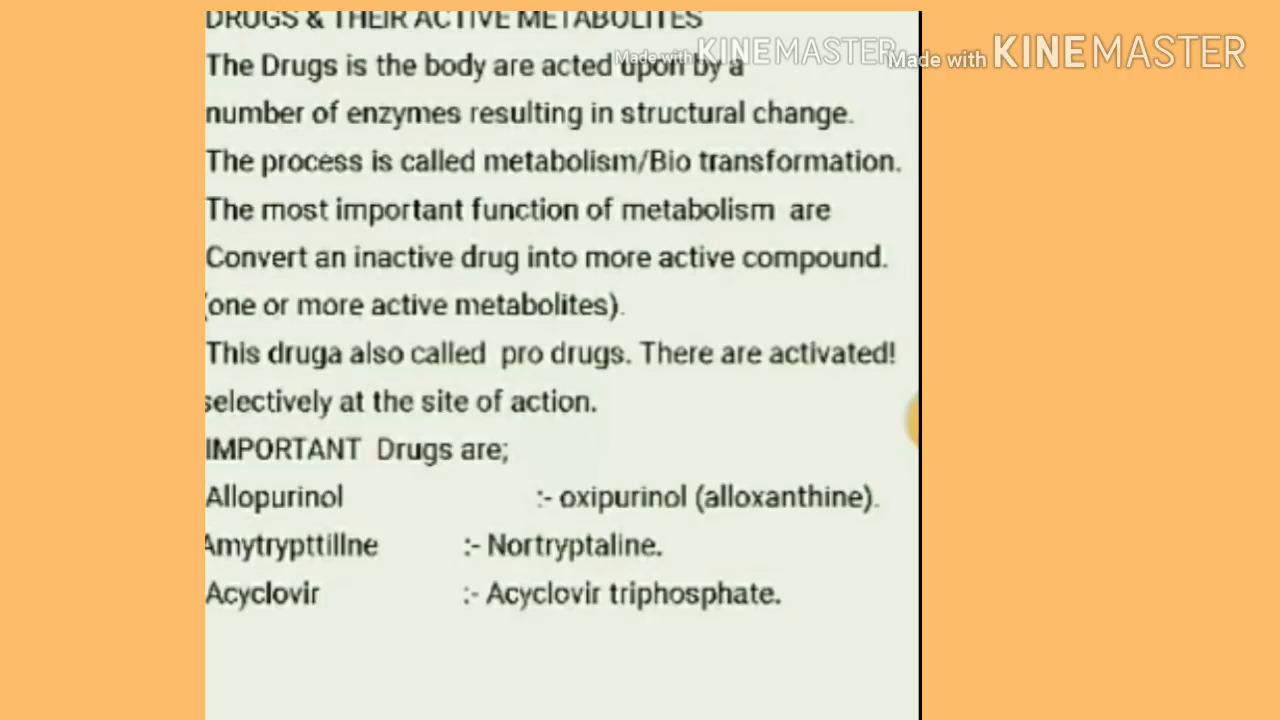 DRUGS & THEIR ACTIVE METABOLITES
Made with KINEMASTER
Made with KINEMASTER
The Drugs is the body are acted upon by a
number of enzymes resulting in structural change.
The process is called metabolism/Bio transformation.
The most important function of metabolism are
Convert an inactive drug into more active compound.
(one or more active metabolites).
This druga also called pro drugs. There are activated!
selectively at the site of action.
IMPORTANT Drugs are;
Allopurinol :- oxipurinol (alloxanthine).
Amytrypttillne :- Nortryptaline.
Acyclovir :- Acyclovir triphosphate.